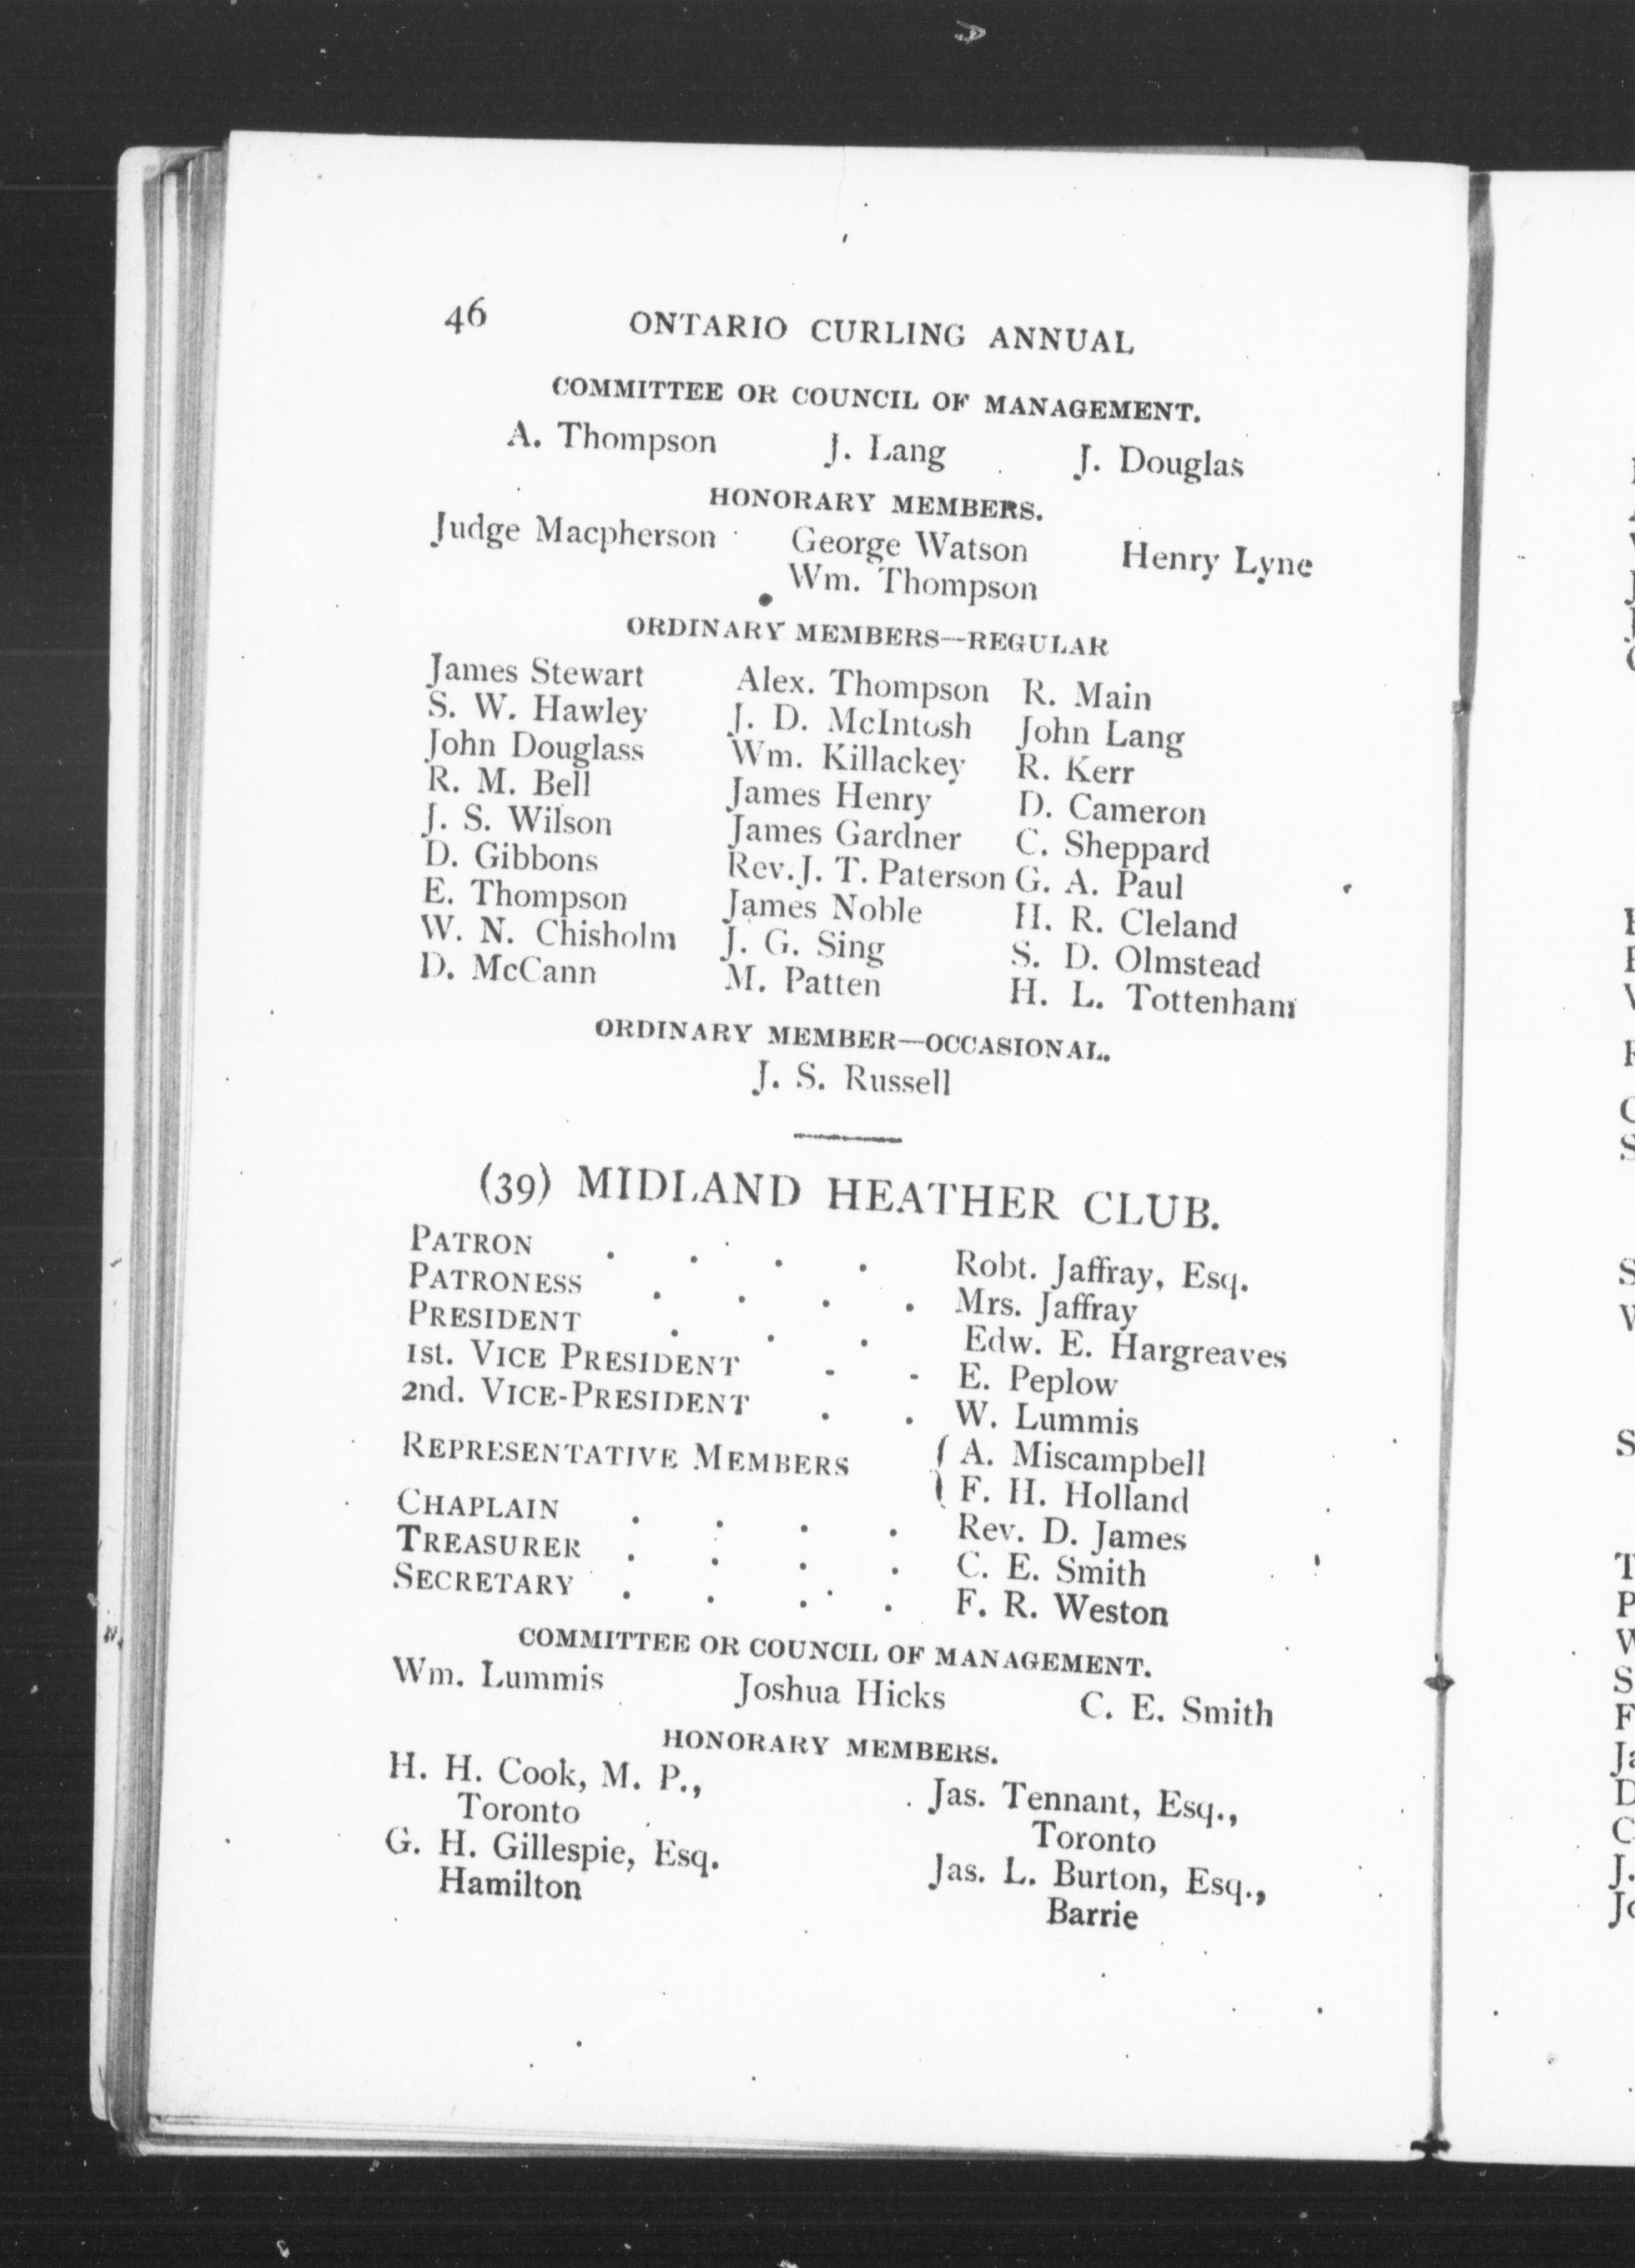 46 ONTARIO CURLING ANNUAL
COMMITTEE OR COUNCIL OF MANAGEMENT.
A. Thompson J. Lang J. Douglas
HONORARY MEMBERS.
Judge Macpherson George Watson Henry Lyne
Wm. Thompson
ORDINARY MEMBERS—REGULAR
James Stewart Alex. Thompson R. Main
S. W. Hawley J. D. McIntosh John Lang
John Douglass Wm. Killackey R. Kerr
R. M. Bell James Henry D. Cameron
J. S. Wilson James Gardner C. Sheppard
D. Gibbons Rev. J. T. Paterson G. A. Paul
E. Thompson James Noble H. R. Cleland
W. N. Chisholm J. G. Sing S. D. Olmstead
D. McCann M. Patten H. L. Tottenham
ORDINARY MEMBER—OCCASIONAL.
J. S. Russell
(39) MIDLAND HEATHER CLUB.
PATRON . . . . Robt. Jaffray, Esq.
PATRONESS . . . . Mrs. Jaffray
PRESIDENT . . . Edw. E. Hargreaves
1st. VICE PRESIDENT - - E. Peplow
2nd. VICE-PRESIDENT . . W. Lummis
REPRESENTATIVE MEMBERS { A. Miscampbell
F. H. Holland
CHAPLAIN . . . . Rev. D. James
TREASURER . . . . C. E. Smith
SECRETARY . . . . F. R. Weston
COMMITTEE OR COUNCIL OF MANAGEMENT.
Wm. Lummis Joshua Hicks C. E. Smith
HONORARY MEMBERS.
H. H. Cook, M. P., Jas. Tennant, Esq.,
Toronto Toronto
G. H. Gillespie, Esq. Jas. L. Burton, Esq.,
Hamilton Barrie